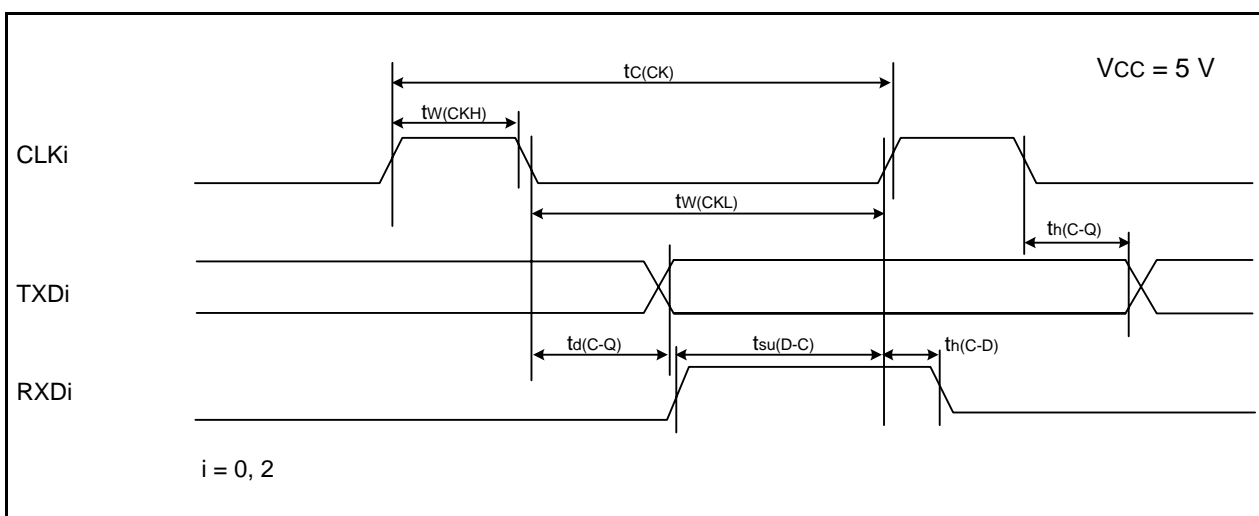 tC(CK)
VCC = 5 V
tW(CKH)
CLKi
tW(CKL)
th(C-Q)
TXDi
td(C-Q)
tsu(D-C)
th(C-D)
RXDi
i = 0, 2